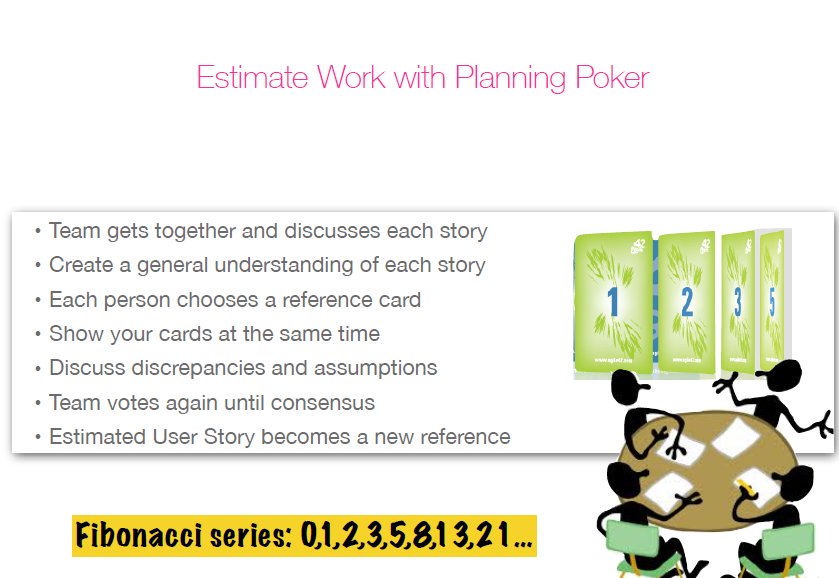 Estimate Work with Planning Poker
• Team gets together and discusses each story
• Create a general understanding of each story
• Each person chooses a reference card
• Show your cards at the same time
• Discuss discrepancies and assumptions
• Team votes again until consensus
• Estimated User Story becomes a new reference
1 2 3 5
Fibonacci series: 0,1,2,3,5,8,13,21...